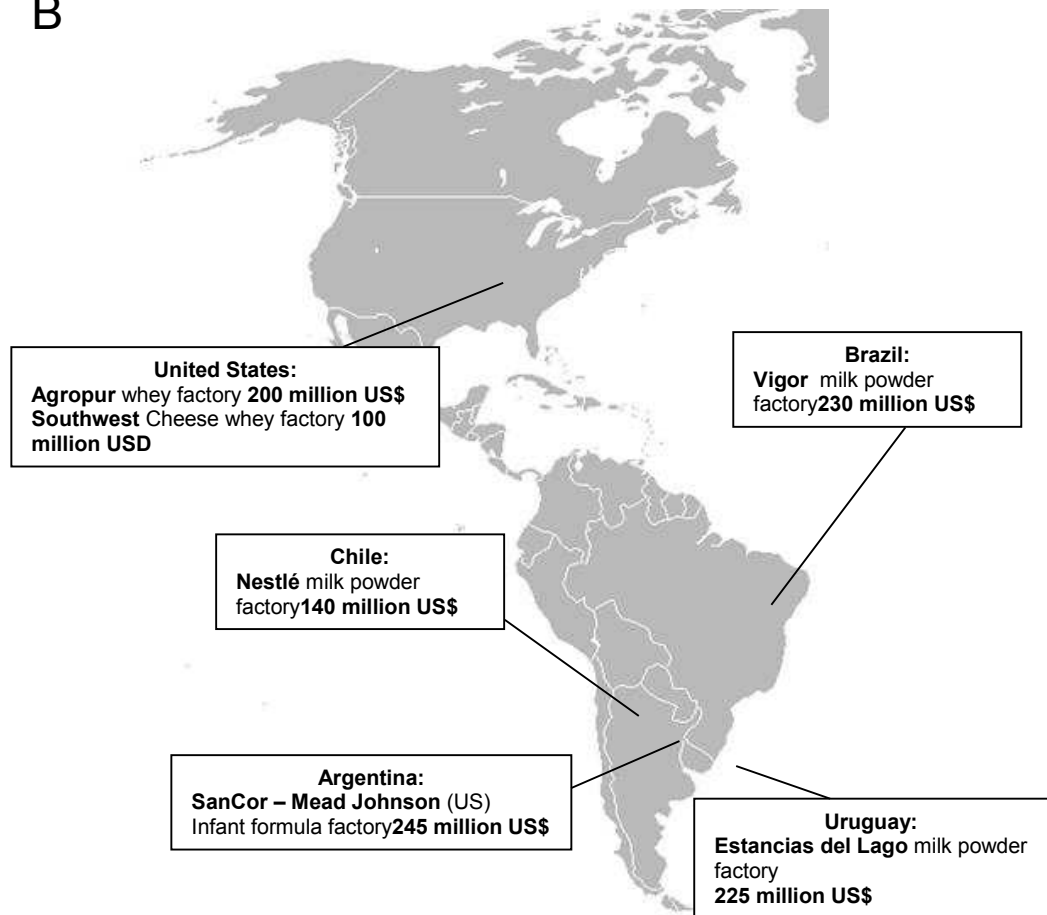 B
United States:
Agropur whey factory 200 million US$
Southwest Cheese whey factory 100
million USD
Brazil:
Vigor milk powder
factory230 million US$
Chile:
Nestlé milk powder
factory140 million US$
Argentina:
SanCor – Mead Johnson (US)
Infant formula factory245 million US$
Uruguay:
Estancias del Lago milk powder
factory
225 million US$